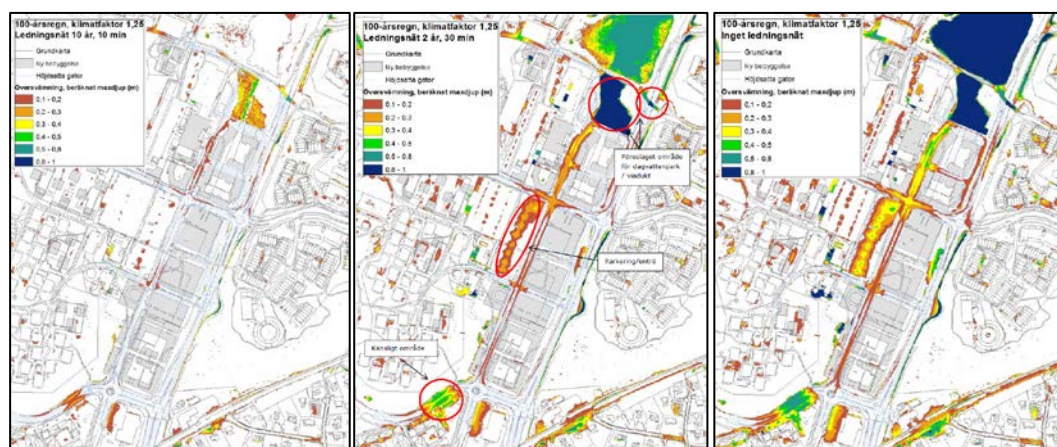 100-årsregn, klimatfaktor 1,25
Ledningsnät 10 år, 10 min
Grundkarta
Ny bebyggelse
Höjdsatta gator
Översvämning, beräknat maxdjup (m)
0,1 - 0,2
0,2 - 0,3
0,3 - 0,4
0,4 - 0,5
0,5 - 0,8
0,8 - 1
100-årsregn, klimatfaktor 1,25
Ledningsnät 2 år, 30 min
Grundkarta
Ny bebyggelse
Höjdsatta gator
Översvämning, beräknat maxdjup (m)
0,1 - 0,2
0,2 - 0,3
0,3 - 0,4
0,4 - 0,5
0,5 - 0,8
0,8 - 1
Föreslaget område
för dagvattenpark
/ viadukt
Parkering/entré
Känsligt område
100-årsregn, klimatfaktor 1,25
Inget ledningsnät
Grundkarta
Ny bebyggelse
Höjdsatta gator
Översvämning, beräknat maxdjup (m)
0,1 - 0,2
0,2 - 0,3
0,3 - 0,4
0,4 - 0,5
0,5 - 0,8
0,8 - 1